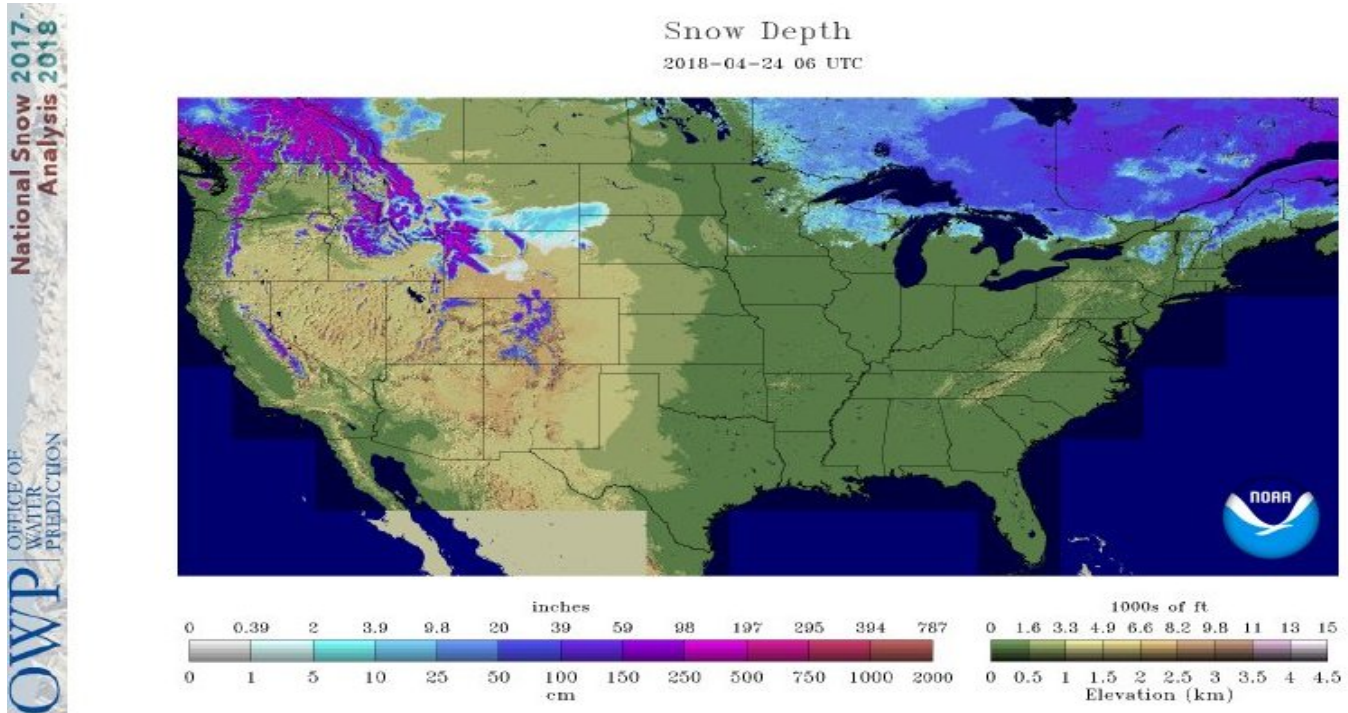 National Snow 2017-
Analysis 2018
OWP
OFFICE OF
WATER
PREDICTION
Snow Depth
2018-04-24 06 UTC
NOAA
inches
0 0.39 2 3.9 9.8 20 39 59 98 197 295 394 787
0 1 5 10 25 50 100 150 250 500 750 1000 2000
cm
1000s of ft
0 1.6 3.3 4.9 6.6 8.2 9.8 11 13 15
0 0.5 1 1.5 2 2.5 3 3.5 4 4.5
Elevation (km)